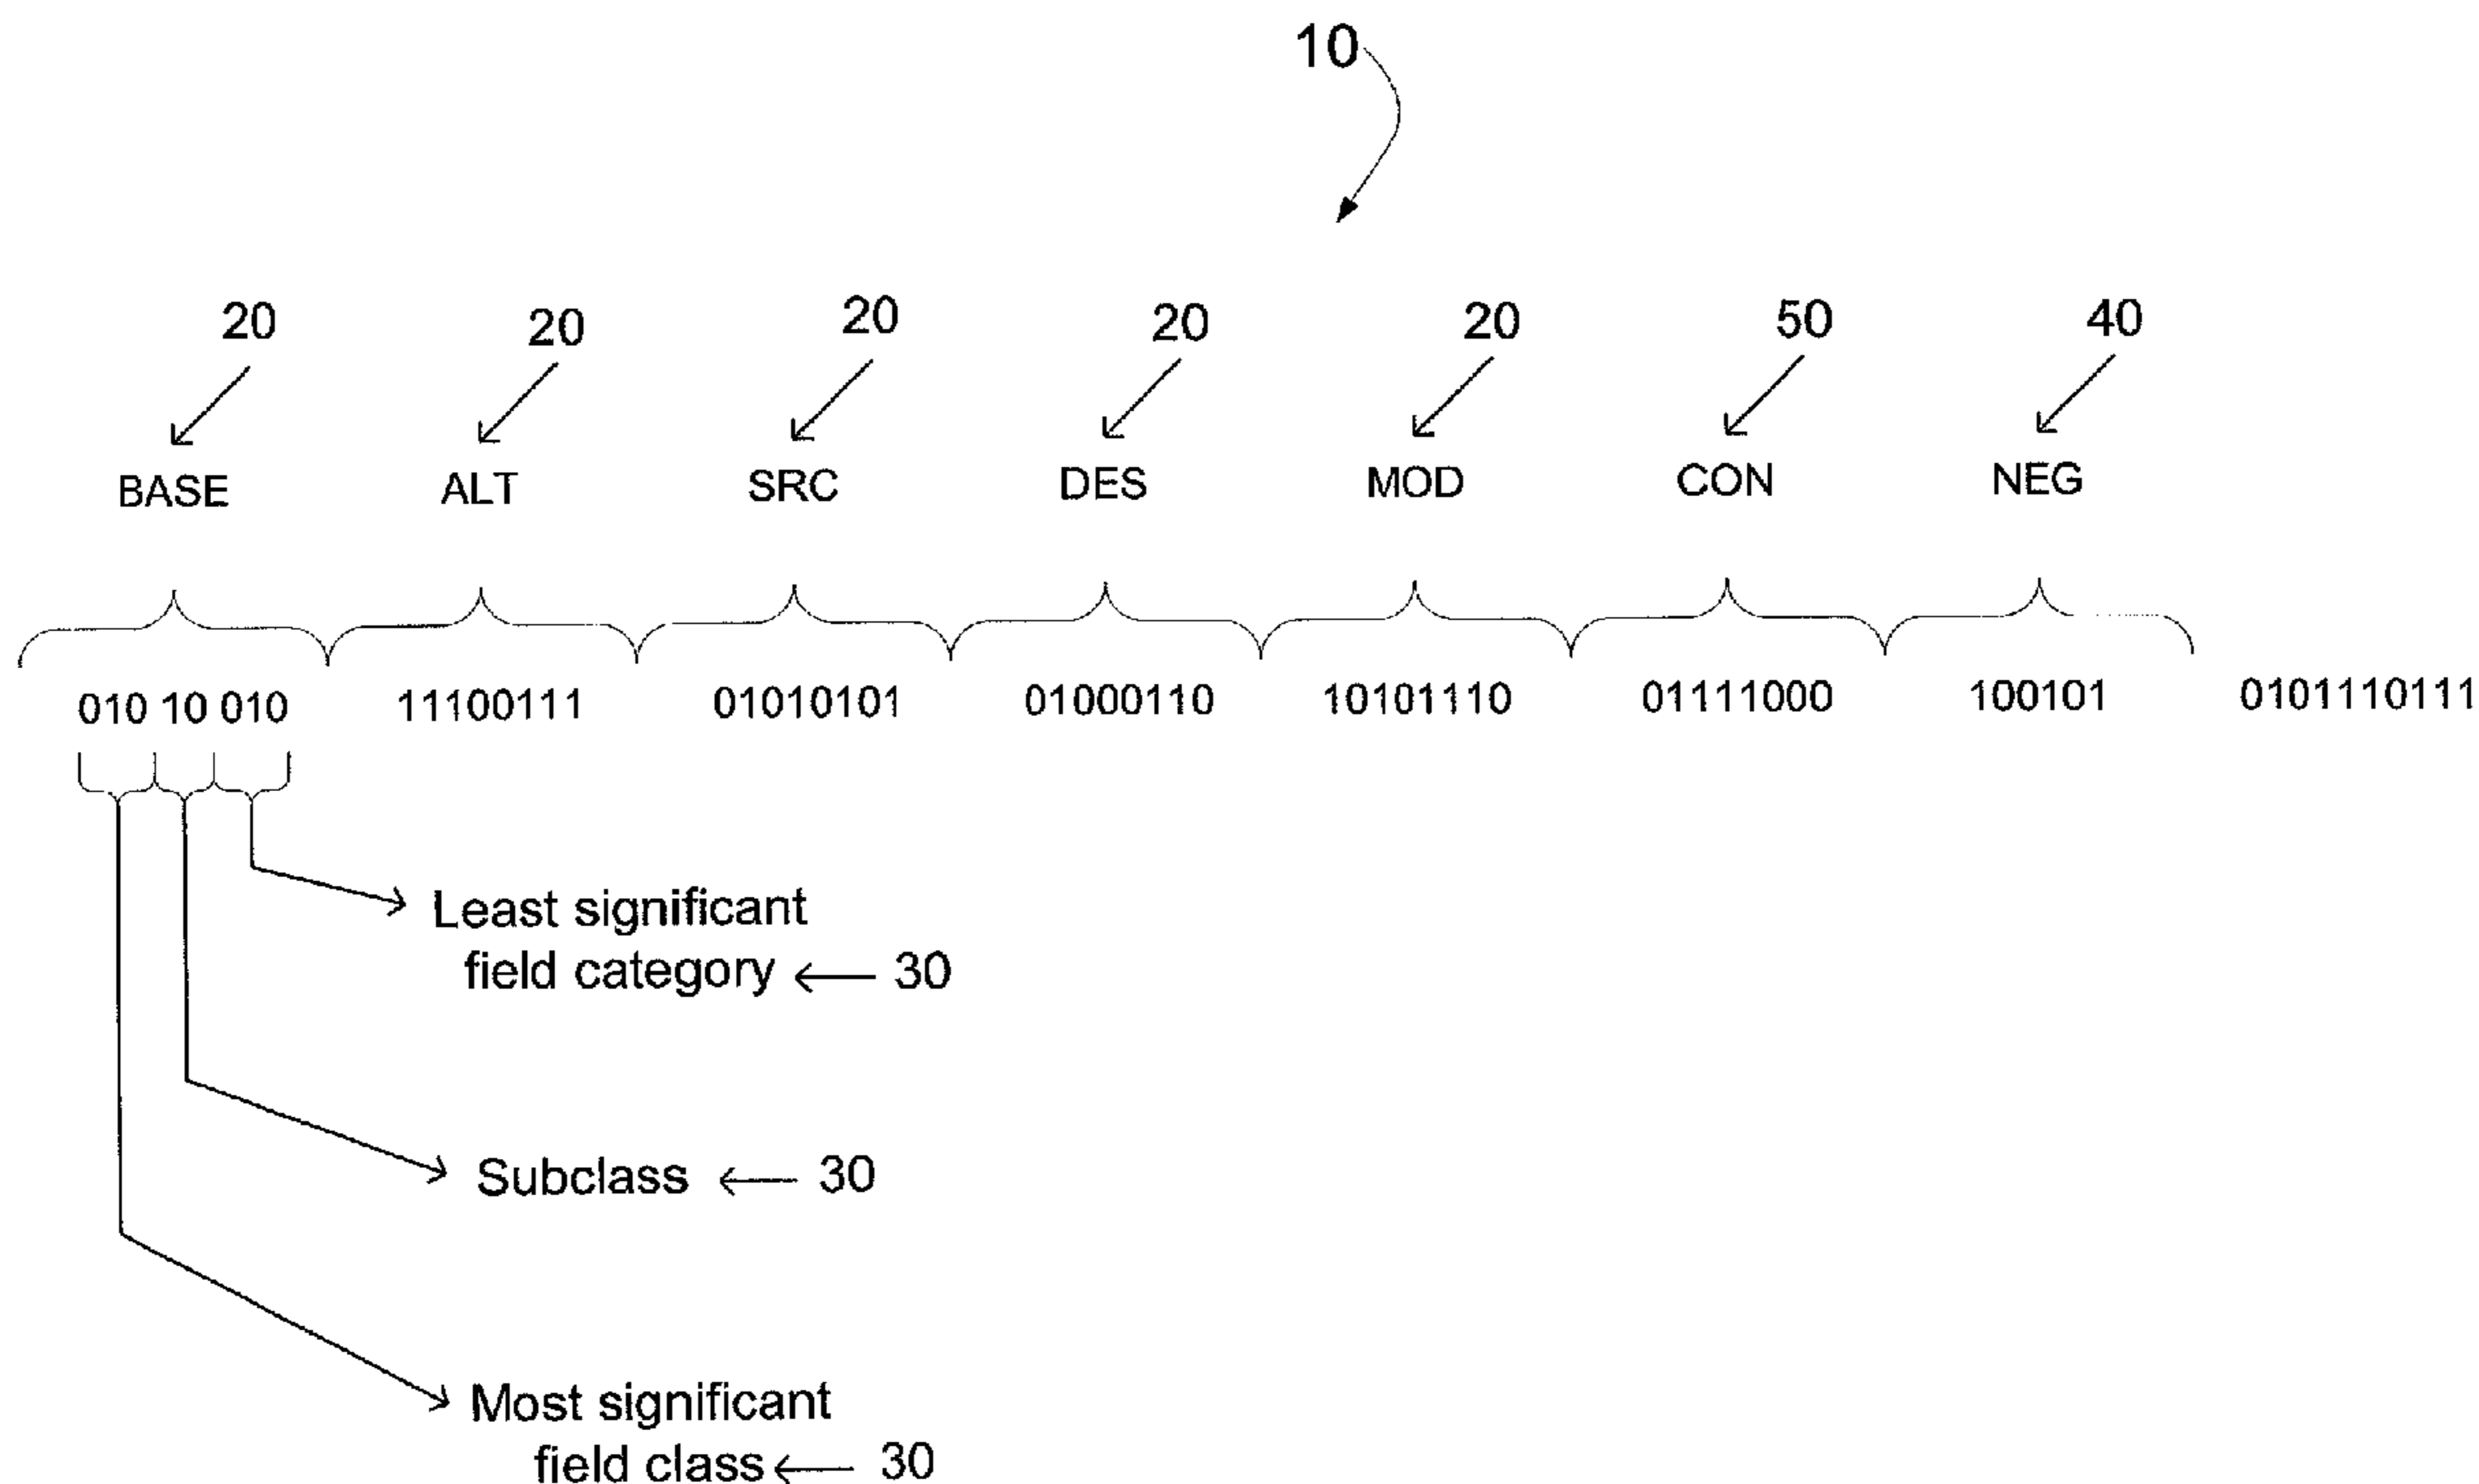 10
20 20 20 20 20 50 40
BASE ALT SRC DES MOD CON NEG
010 10 010 11100111 01010101 01000110 10101110 01111000 100101 0101110111
Least significant
field category 30
Subclass 30
Most significant
field class 30